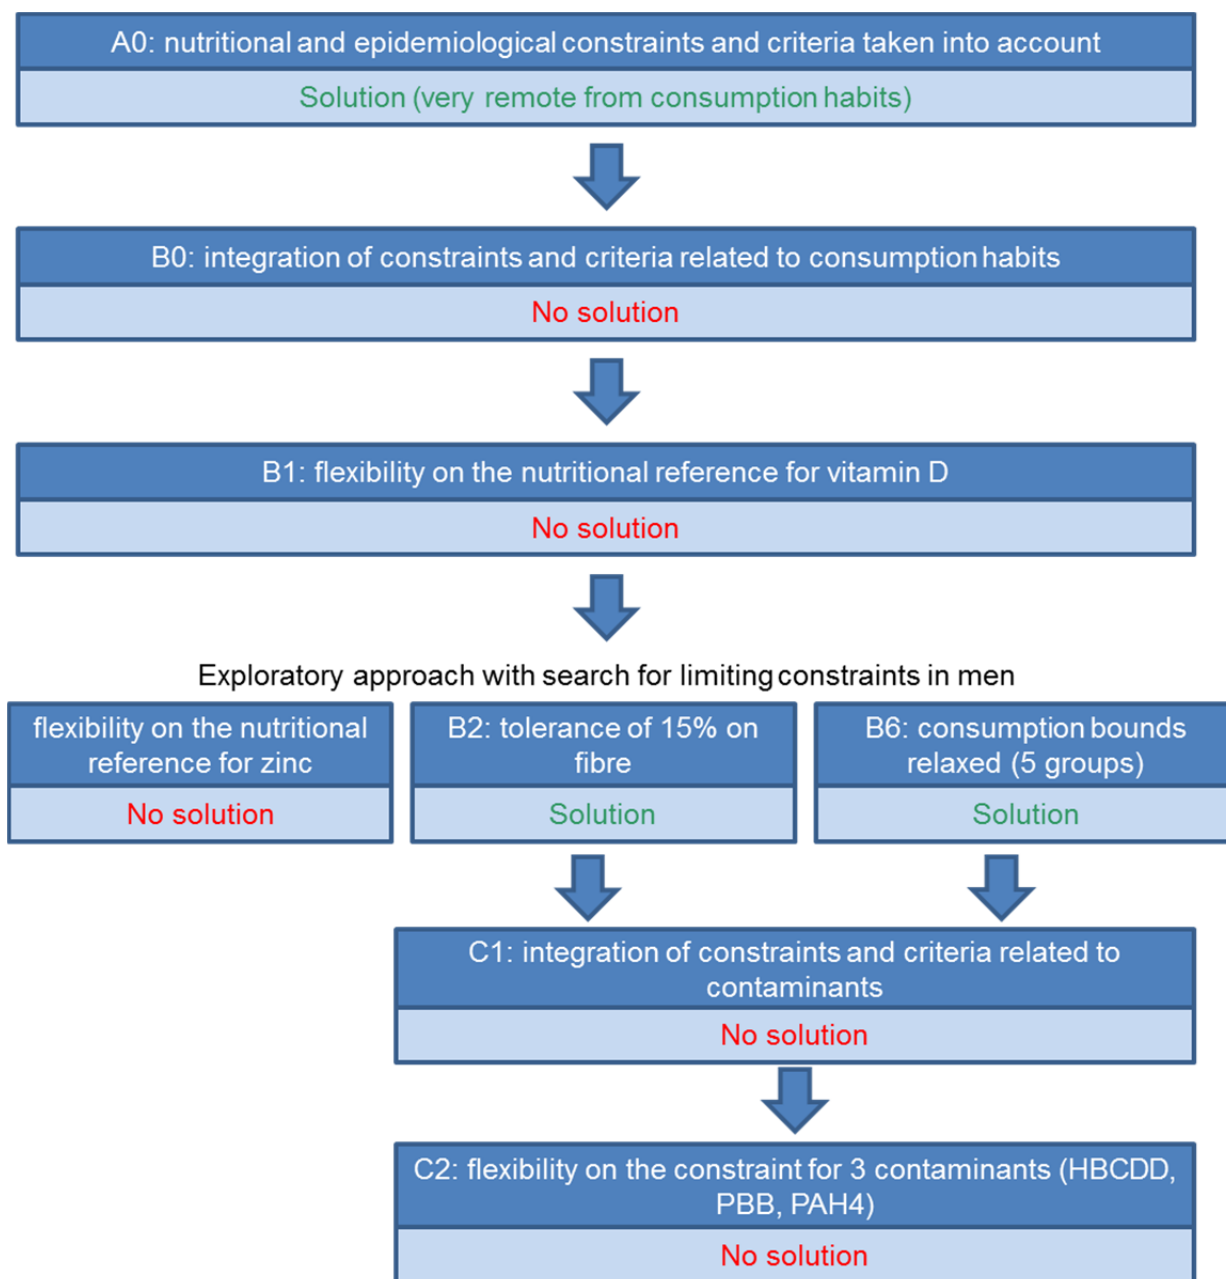 A0: nutritional and epidemiological constraints and criteria taken into account
Solution (very remote from consumption habits)
B0: integration of constraints and criteria related to consumption habits
No solution
B1: flexibility on the nutritional reference for vitamin D
No solution
Exploratory approach with search for limiting constraints in men
flexibility on the nutritional
reference for zinc
No solution
B2: tolerance of 15% on
fibre
Solution
B6: consumption bounds
relaxed (5 groups)
Solution
C1: integration of constraints and criteria related to
contaminants
No solution
C2: flexibility on the constraint for 3 contaminants (HBCDD,
PBB, PAH4)
No solution